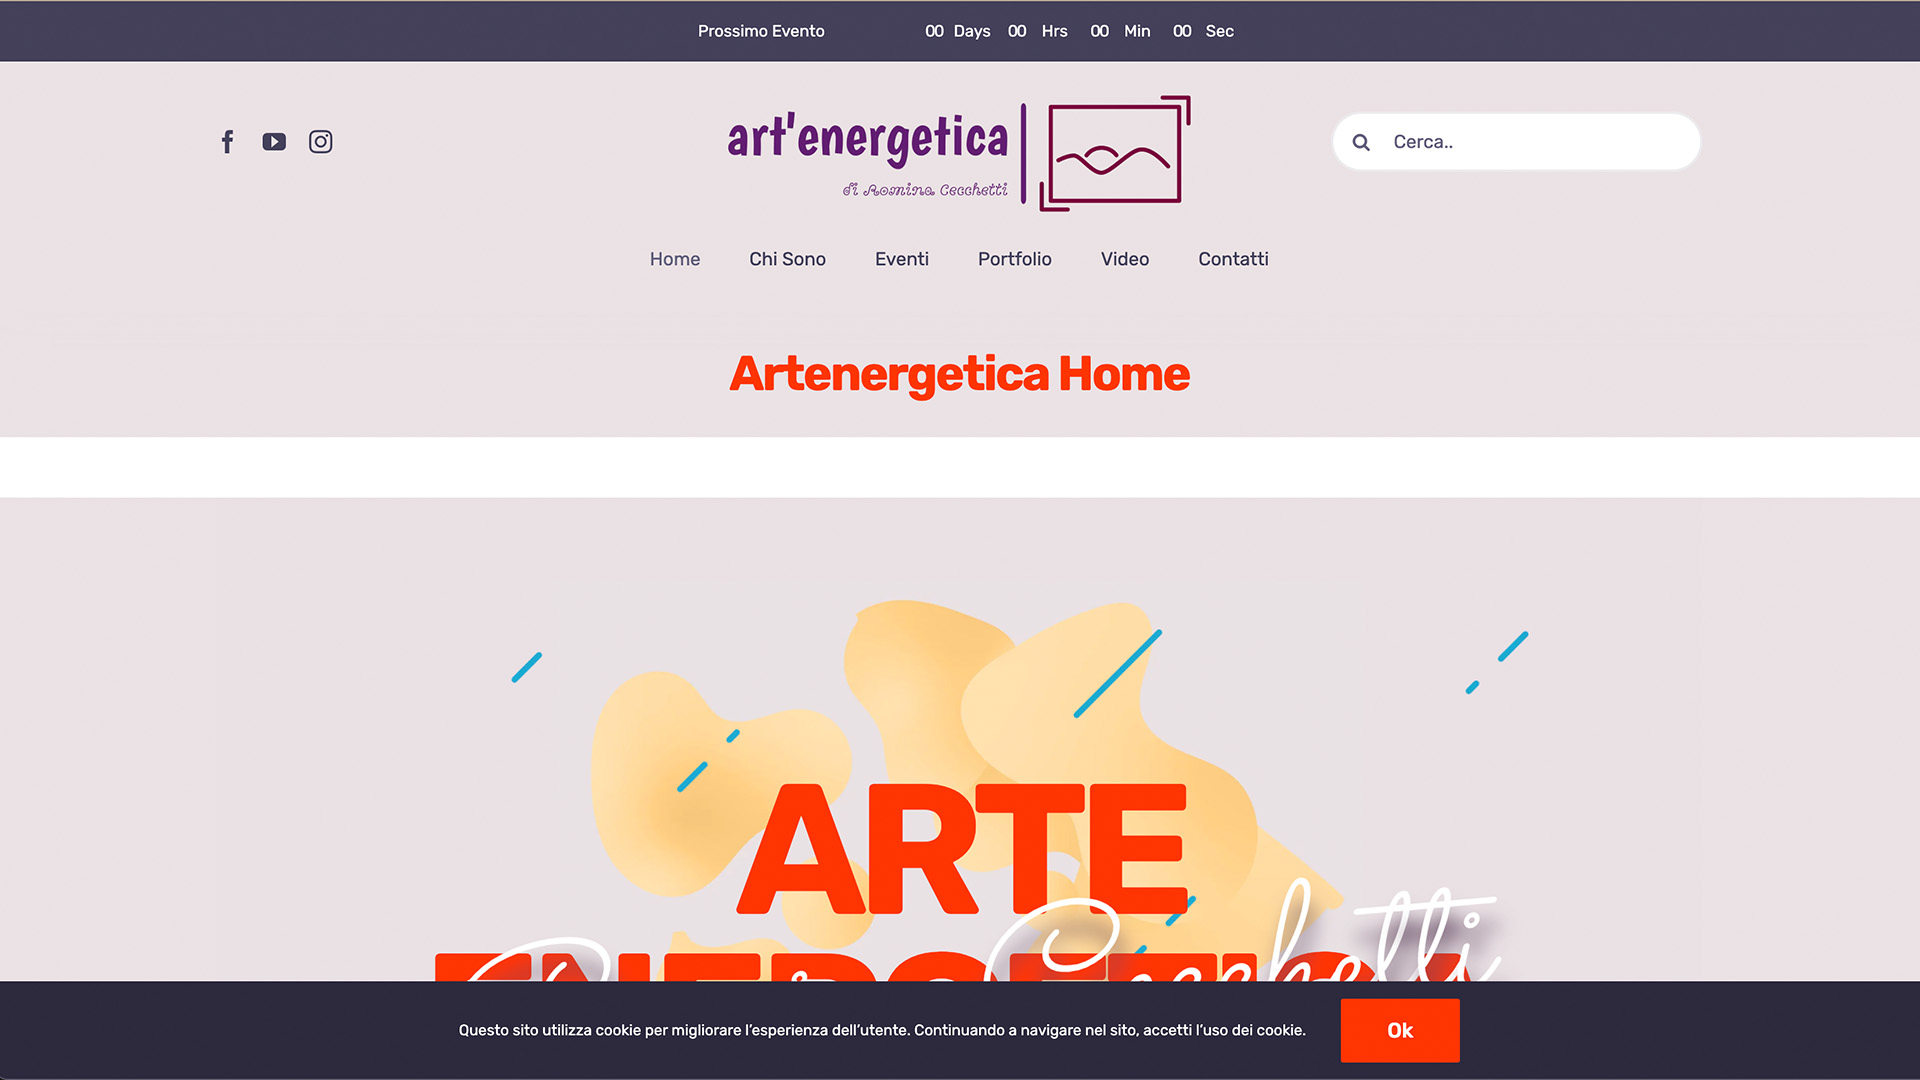 Prossimo Evento 00 Days 00 Hrs 00 Min 00 Sec
art'energetica
di Romina Cecchetti
Cerca..
Home Chi Sono Eventi Portfolio Video Contatti
Artenergetica Home
ARTE
Cecchetti
Questo sito utilizza cookie per migliorare l'esperienza dell'utente. Continuando a navigare nel sito, accetti l'uso dei cookie. Ok